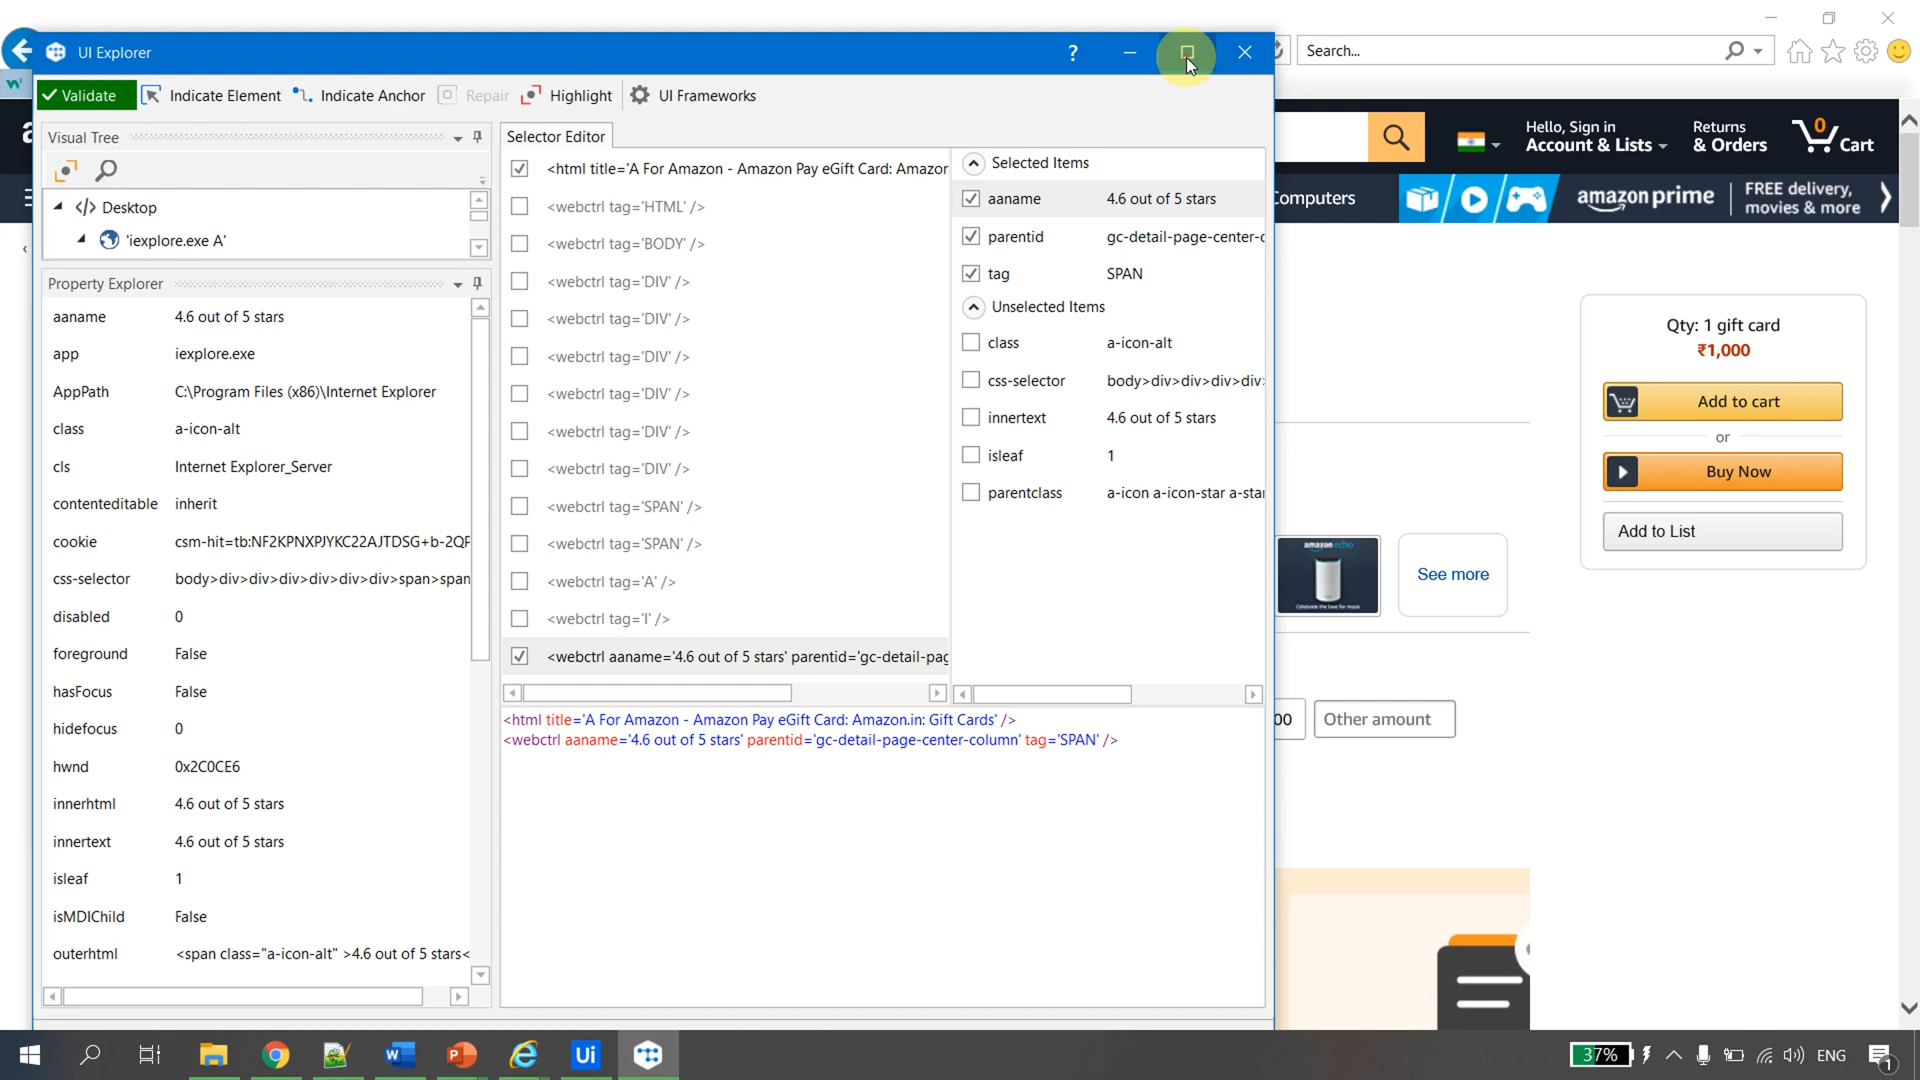 UI Explorer
?
Search...
Validate
Indicate Element
Indicate Anchor
Repair
Highlight
UI Frameworks
Visual Tree
</> Desktop
'iexplore.exe A'
Property Explorer
aaname 4.6 out of 5 stars
app iexplore.exe
AppPath C:\Program Files (x86)\Internet Explorer
class a-icon-alt
cls Internet Explorer_Server
contenteditable inherit
cookie csm-hit=tb:NF2KPNXPJYKC22AJTDSG+b-2QP
css-selector body>div>div>div>div>div>div>span>span
disabled 0
foreground False
hasFocus False
hidefocus 0
hwnd 0x2C0CE6
innerhtml 4.6 out of 5 stars
innertext 4.6 out of 5 stars
isleaf 1
isMDIChild False
outerhtml <span class="a-icon-alt" >4.6 out of 5 stars<
Selector Editor
<html title='A For Amazon - Amazon Pay eGift Card: Amazon
<webctrl tag='HTML' />
<webctrl tag='BODY' />
<webctrl tag='DIV' />
<webctrl tag='DIV' />
<webctrl tag='DIV' />
<webctrl tag='DIV' />
<webctrl tag='DIV' />
<webctrl tag='DIV' />
<webctrl tag='SPAN' />
<webctrl tag='SPAN' />
<webctrl tag='A' />
<webctrl tag='I' />
<webctrl aaname='4.6 out of 5 stars' parentid='gc-detail-pag
Selected Items
aaname 4.6 out of 5 stars
parentid gc-detail-page-center-c
tag SPAN
Unselected Items
class a-icon-alt
css-selector body>div>div>div>div>
innertext 4.6 out of 5 stars
isleaf 1
parentclass a-icon a-icon-star a-star
<html title='A For Amazon - Amazon Pay eGift Card: Amazon.in: Gift Cards' />
<webctrl aaname='4.6 out of 5 stars' parentid='gc-detail-page-center-column' tag='SPAN' />
Hello, Sign in
Account & Lists
Returns
& Orders
0
Cart
Computers
amazon prime
FREE delivery,
movies & more
Qty: 1 gift card
₹1,000
Add to cart
or
Buy Now
Add to List
amazon echo
See more
00
Other amount
Ui
37%
ENG
1